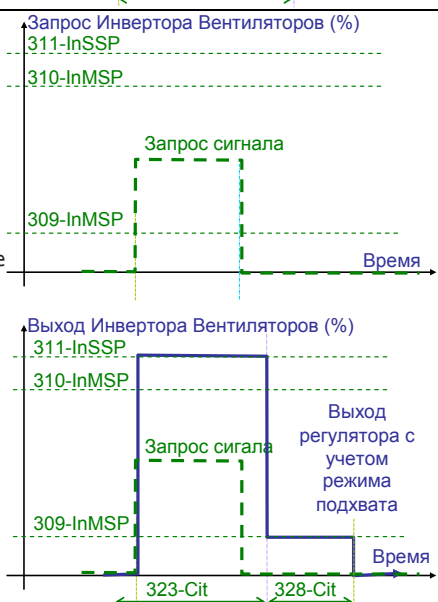 Запрос Инвертора Вентиляторов (%)
311-InSSP
310-InMSP
Запрос сигнала
309-InMSP
е
Время
Выход Инвертора Вентиляторов (%)
311-InSSP
310-InMSP
Выход
регулятора с
учетом
режима
подхвата
Запрос сигала
309-InMSP
Время
323-Cit
328-Cit